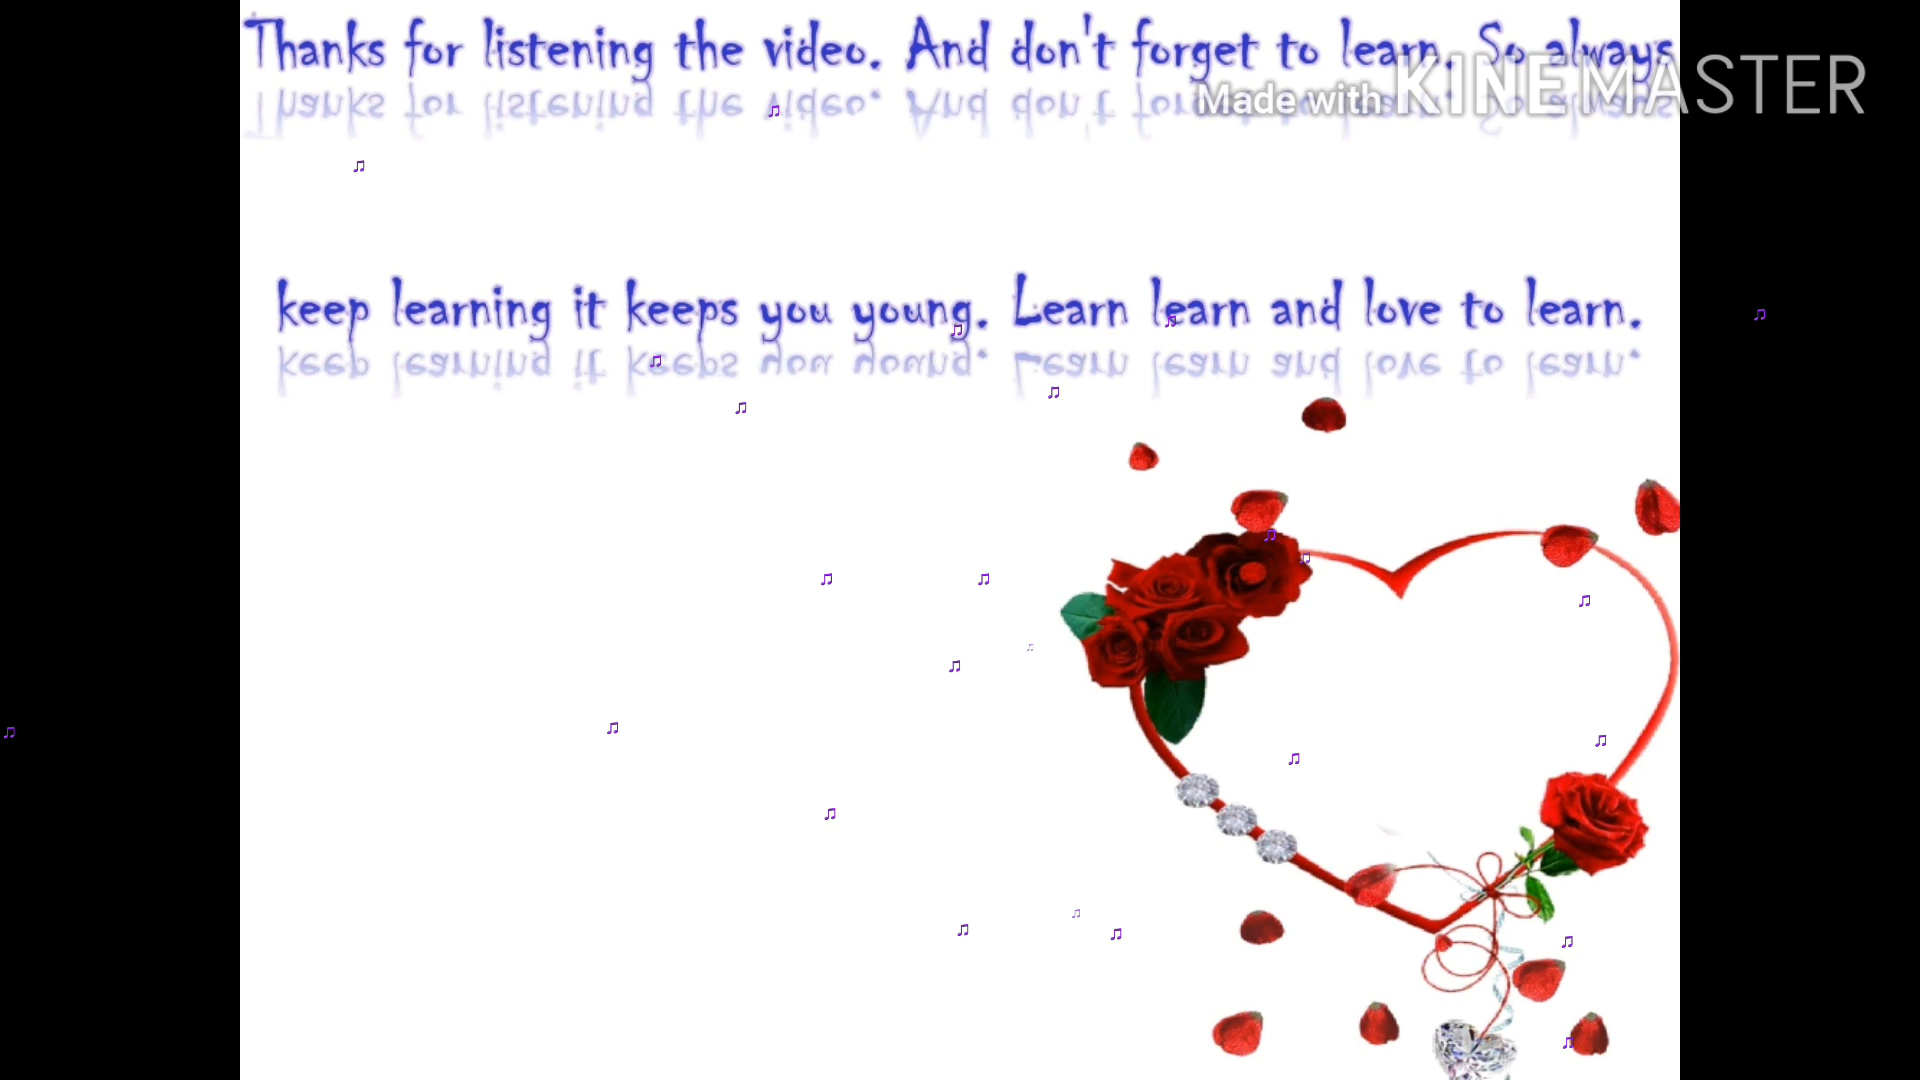 Thanks for listening the video. And don't forget to learn. So always
Made with KINEMASTER
keep learning it keeps you young. Learn learn and love to learn.